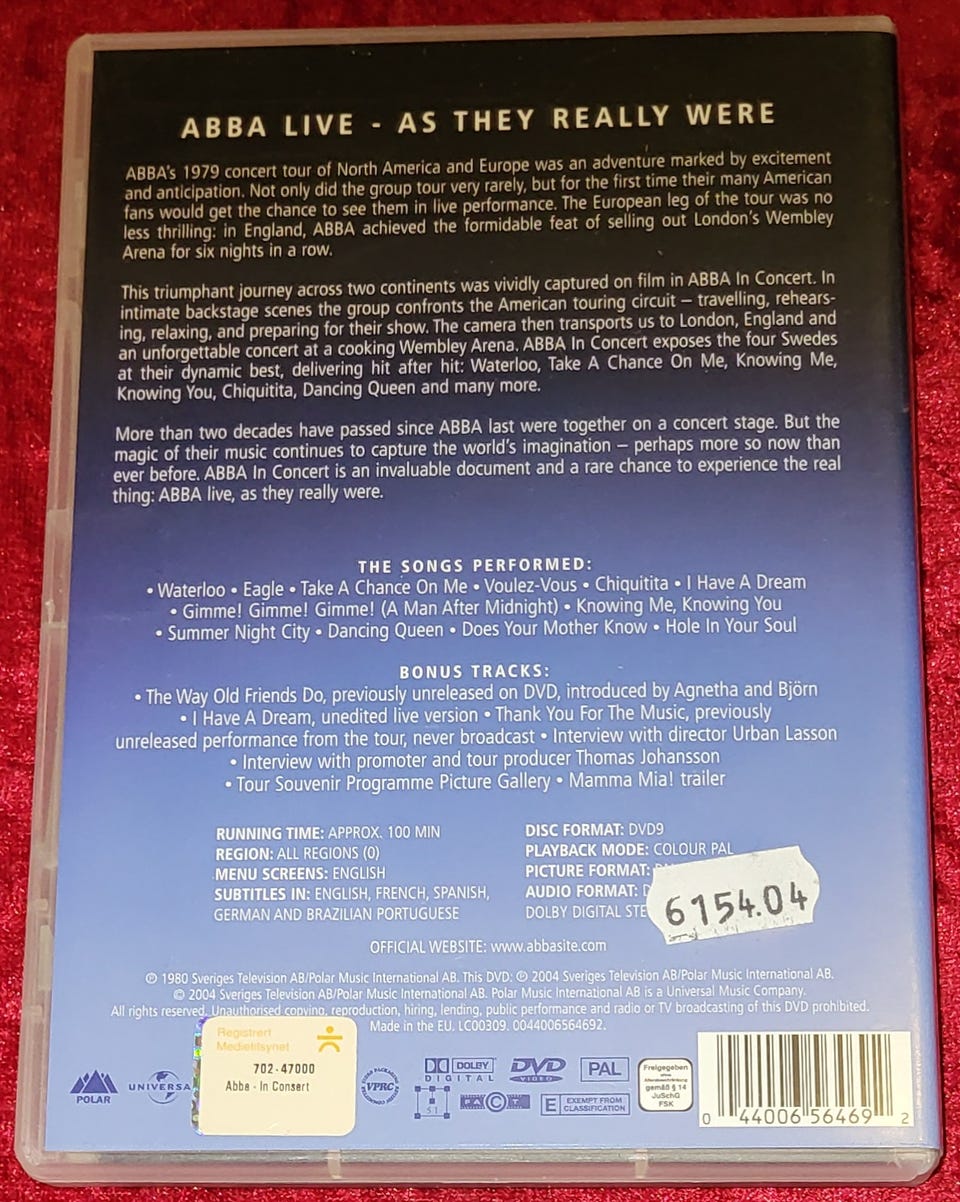 ABBA LIVE - AS THEY REALLY WERE
ABBA's 1979 concert tour of North America and Europe was an adventure marked by excitement
and anticipation. Not only did the group tour very rarely, but for the first time their many American
fans would get the chance to see them in live performance. The European leg of the tour was no
less thrilling: in England, ABBA achieved the formidable feat of selling out London's Wembley
Arena for six nights in a row.
This triumphant journey across two continents was vividly captured on film in ABBA In Concert. In
intimate backstage scenes the group confronts the American touring circuit – travelling, rehears-
ing, relaxing, and preparing for their show. The camera then transports us to London, England and
an unforgettable concert at a cooking Wembley Arena. ABBA In Concert exposes the four Swedes
at their dynamic best, delivering hit after hit: Waterloo, Take A Chance On Me, Knowing Me,
Knowing You, Chiquitita, Dancing Queen and many more.
More than two decades have passed since ABBA last were together on a concert stage. But the
magic of their music continues to capture the world's imagination – perhaps more so now than
ever before. ABBA In Concert is an invaluable document and a rare chance to experience the real
thing: ABBA live, as they really were.
THE SONGS PERFORMED:
• Waterloo • Eagle • Take A Chance On Me • Voulez-Vous • Chiquitita • I Have A Dream
• Gimme! Gimme! Gimme! (A Man After Midnight) • Knowing Me, Knowing You
• Summer Night City • Dancing Queen • Does Your Mother Know • Hole In Your Soul
BONUS TRACKS:
• The Way Old Friends Do, previously unreleased on DVD, introduced by Agnetha and Björn
• I Have A Dream, unedited live version • Thank You For The Music, previously
unreleased performance from the tour, never broadcast • Interview with director Urban Lasson
• Interview with promoter and tour producer Thomas Johansson
• Tour Souvenir Programme Picture Gallery • Mamma Mia! trailer
RUNNING TIME: APPROX. 100 MIN
REGION: ALL REGIONS (0)
MENU SCREENS: ENGLISH
SUBTITLES IN: ENGLISH, FRENCH, SPANISH,
GERMAN AND BRAZILIAN PORTUGUESE
DISC FORMAT: DVD9
PLAYBACK MODE: COLOUR PAL
PICTURE FORMAT:
AUDIO FORMAT: D
DOLBY DIGITAL STE
6154.04
OFFICIAL WEBSITE: www.abbasite.com
℗ 1980 Sveriges Television AB/Polar Music International AB. This DVD: ℗ 2004 Sveriges Television AB/Polar Music International AB.
© 2004 Sveriges Television AB/Polar Music International AB. Polar Music International AB is a Universal Music Company.
All rights reserved. Unauthorised copying, reproduction, hiring, lending, public performance and radio or TV broadcasting of this DVD prohibited.
Made in the EU. LC00309. 0044006564692.
POLAR
UNIVERSA
Registrert
Medietilsynet
702-47000
Abba - In Consert
VPRC
DOLBY
DIGITAL
5.1
DVD
VIDEO
PAL
E EXEMPT FROM
CLASSIFICATION
Freigegeben
ohne
Altersbeschränkung
gemäß § 14
JuSchG
FSK
0 44006 56469 2